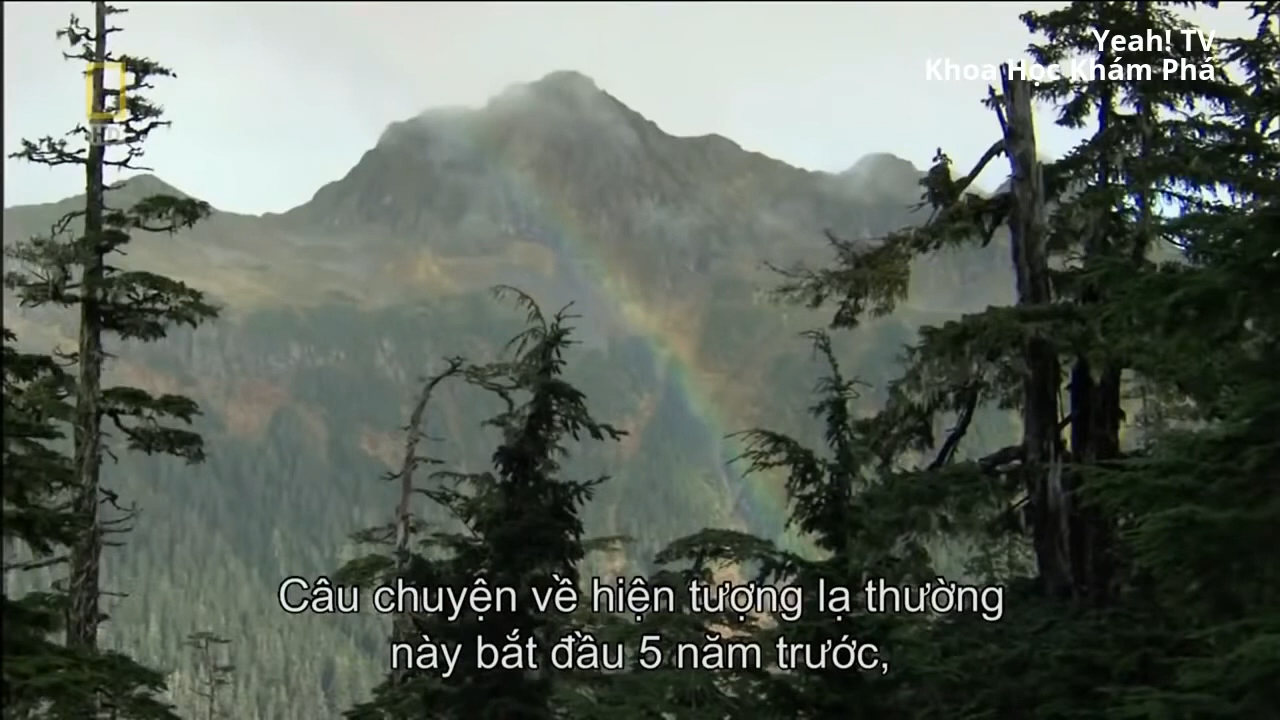 Yeah! TV
Khoa Học Khám Phá
HD
Câu chuyện về hiện tượng lạ thường
này bắt đầu 5 năm trước,